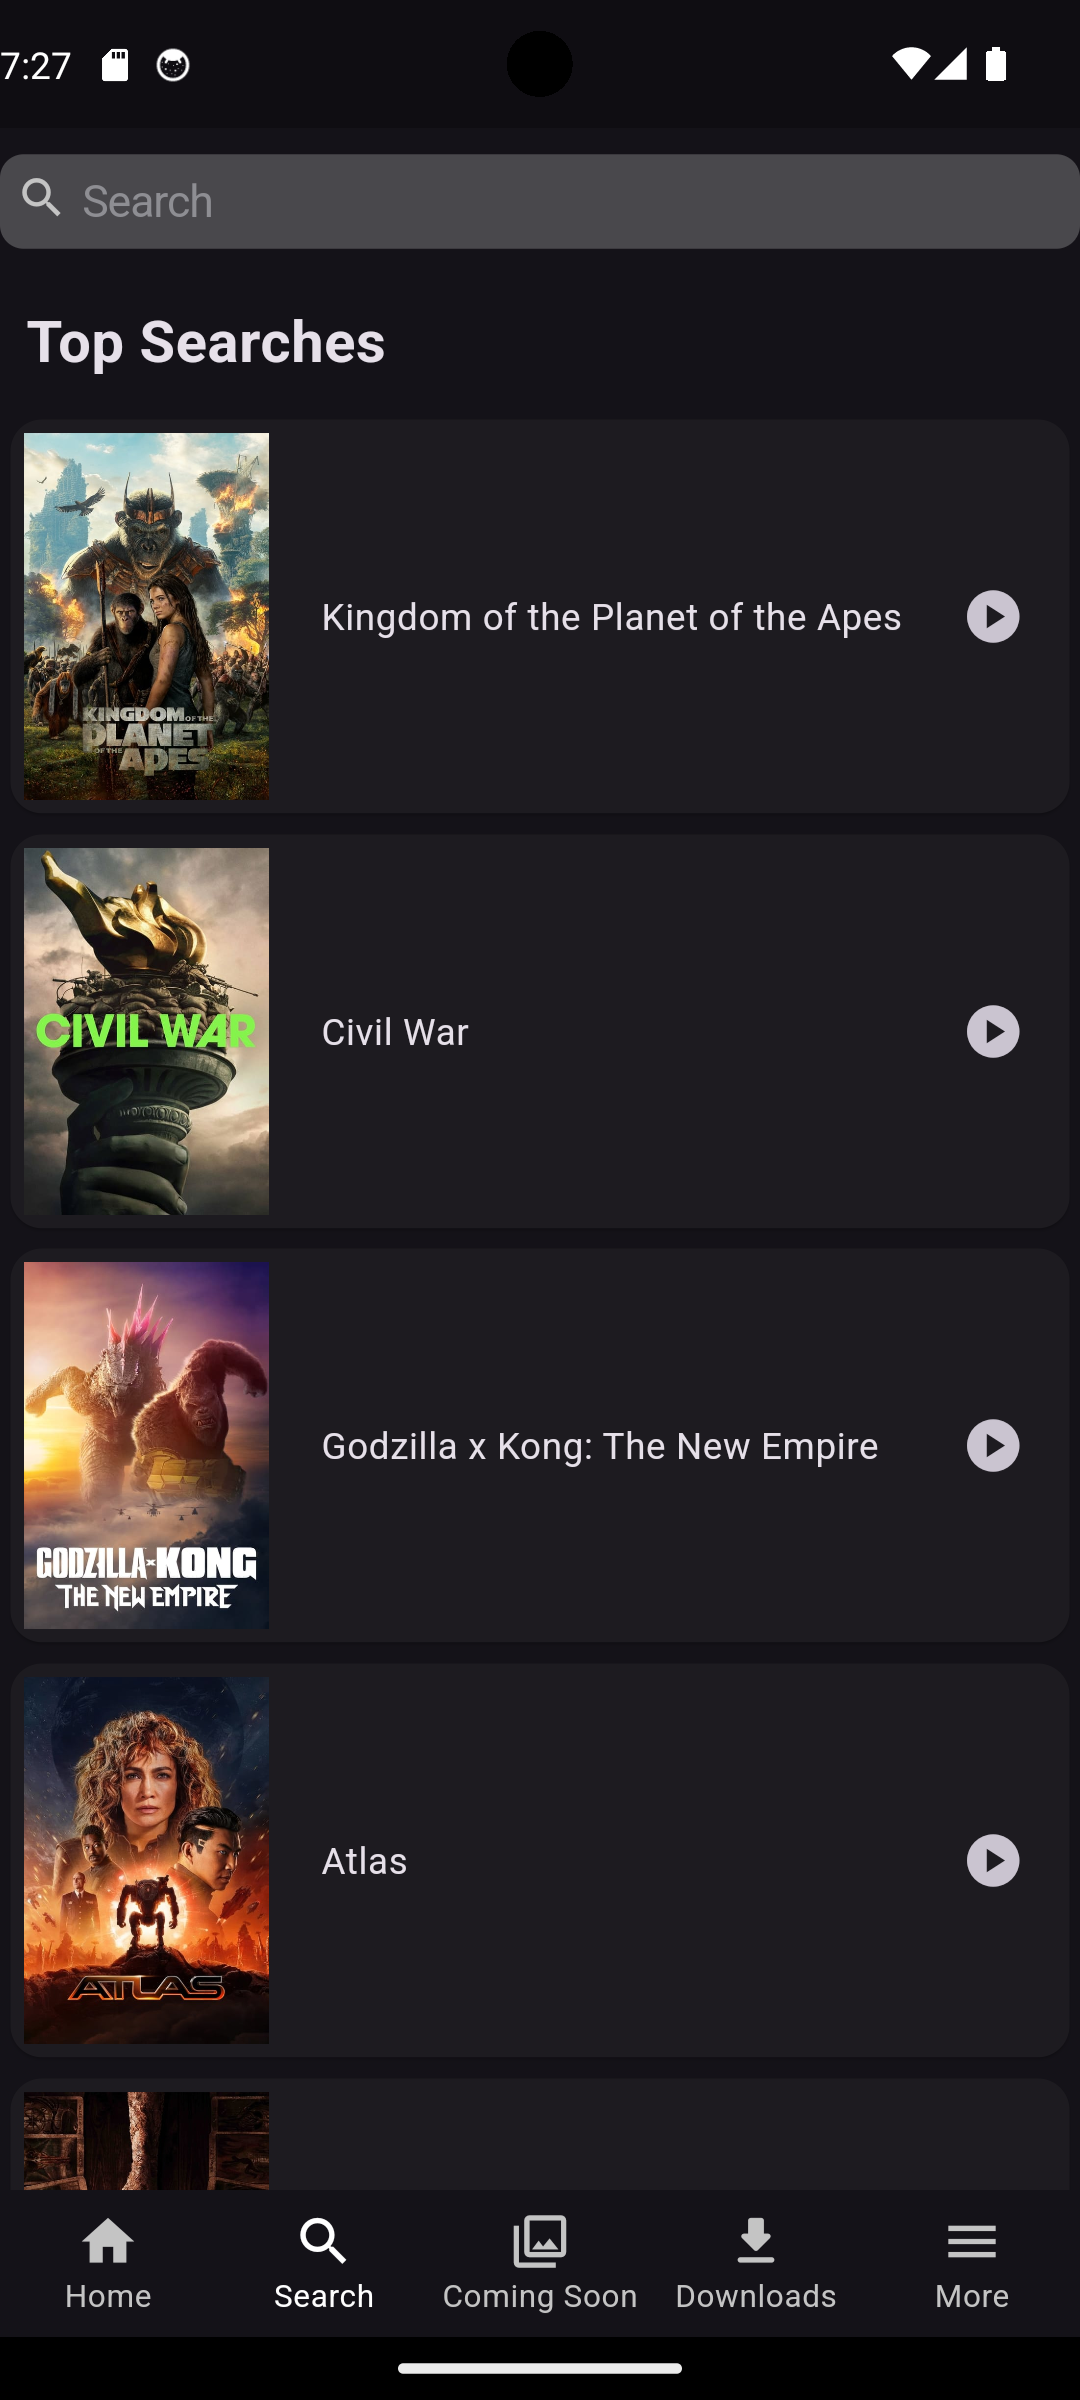 7:27
Search
Top Searches
KINGDOM OF THE
PLANET
OF THE
APES
Kingdom of the Planet of the Apes
CIVIL WAR
Civil War
GODZILLA x KONG
THE NEW EMPIRE
Godzilla x Kong: The New Empire
ATLAS
Atlas
Home
Search
Coming Soon
Downloads
More